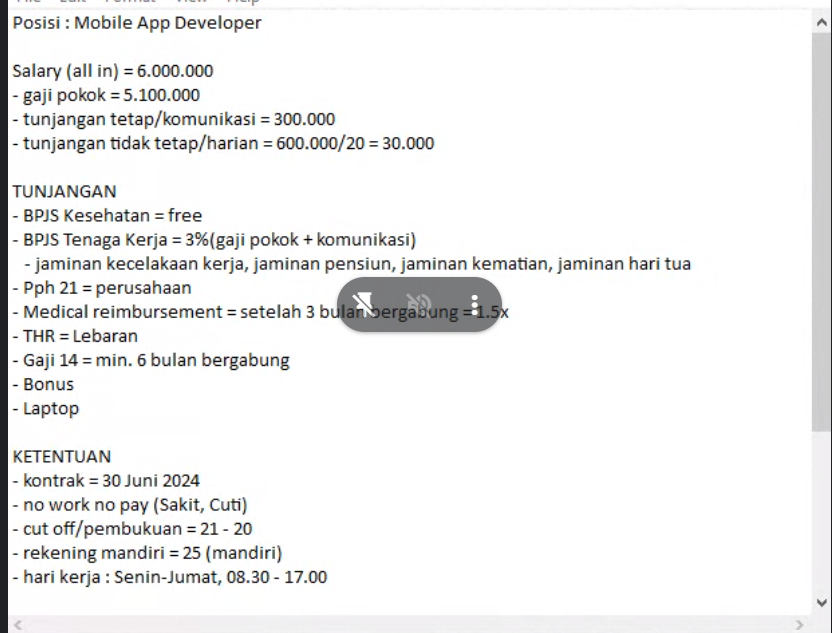 Posisi : Mobile App Developer
Salary (all in) = 6.000.000
- gaji pokok = 5.100.000
- tunjangan tetap/komunikasi = 300.000
- tunjangan tidak tetap/harian = 600.000/20 = 30.000
TUNJANGAN
- BPJS Kesehatan = free
- BPJS Tenaga Kerja = 3%(gaji pokok + komunikasi)
- jaminan kecelakaan kerja, jaminan pensiun, jaminan kematian, jaminan hari tua
- Pph 21 = perusahaan
- Medical reimbursement = setelah 3 bulan bergabung = 1.5x
- THR = Lebaran
- Gaji 14 = min. 6 bulan bergabung
- Bonus
- Laptop
KETENTUAN
- kontrak = 30 Juni 2024
- no work no pay (Sakit, Cuti)
- cut off/pembukuan = 21 - 20
- rekening mandiri = 25 (mandiri)
- hari kerja : Senin-Jumat, 08.30 - 17.00